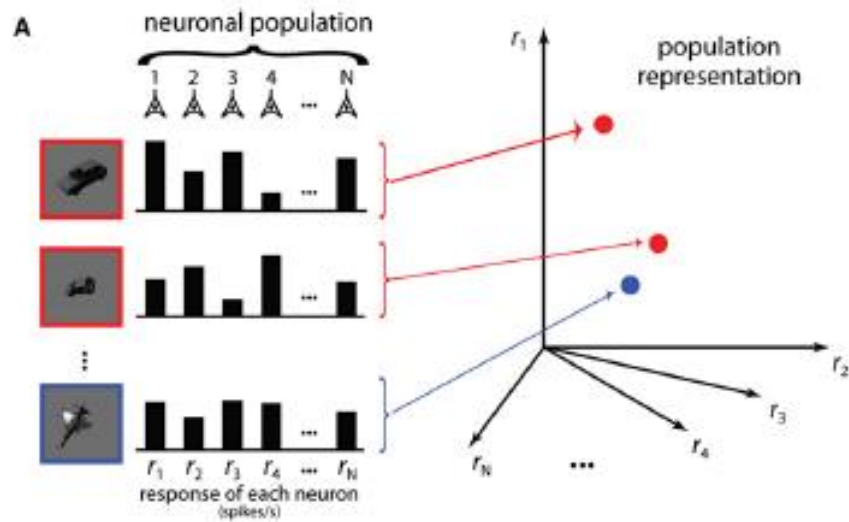 A
neuronal population
1 2 3 4 ... N
...
...
...
...
r1 r2 r3 r4 ... rN
response of each neuron
(spikes/s)
r1
population
representation
r2
r3
r4
...
rN